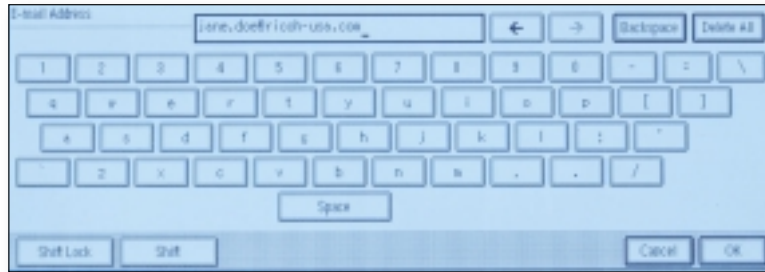 E-mail Address
jane.doe@ricoh-usa.com_
← → Backspace Delete All
1 2 3 4 5 6 7 8 9 0 - = \
q w e r t y u i o p [ ]
a s d f g h j k l ; '
` z x c v b n m , . /
Space
Shift Lock Shift Cancel OK